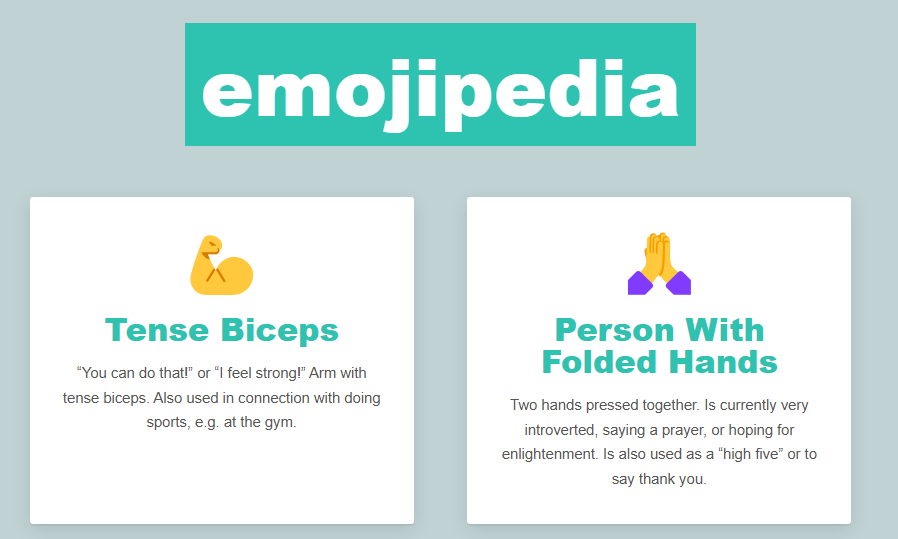 emojipedia
Tense Biceps
“You can do that!” or “I feel strong!” Arm with
tense biceps. Also used in connection with doing
sports, e.g. at the gym.
Person With
Folded Hands
Two hands pressed together. Is currently very
introverted, saying a prayer, or hoping for
enlightenment. Is also used as a “high five” or to
say thank you.